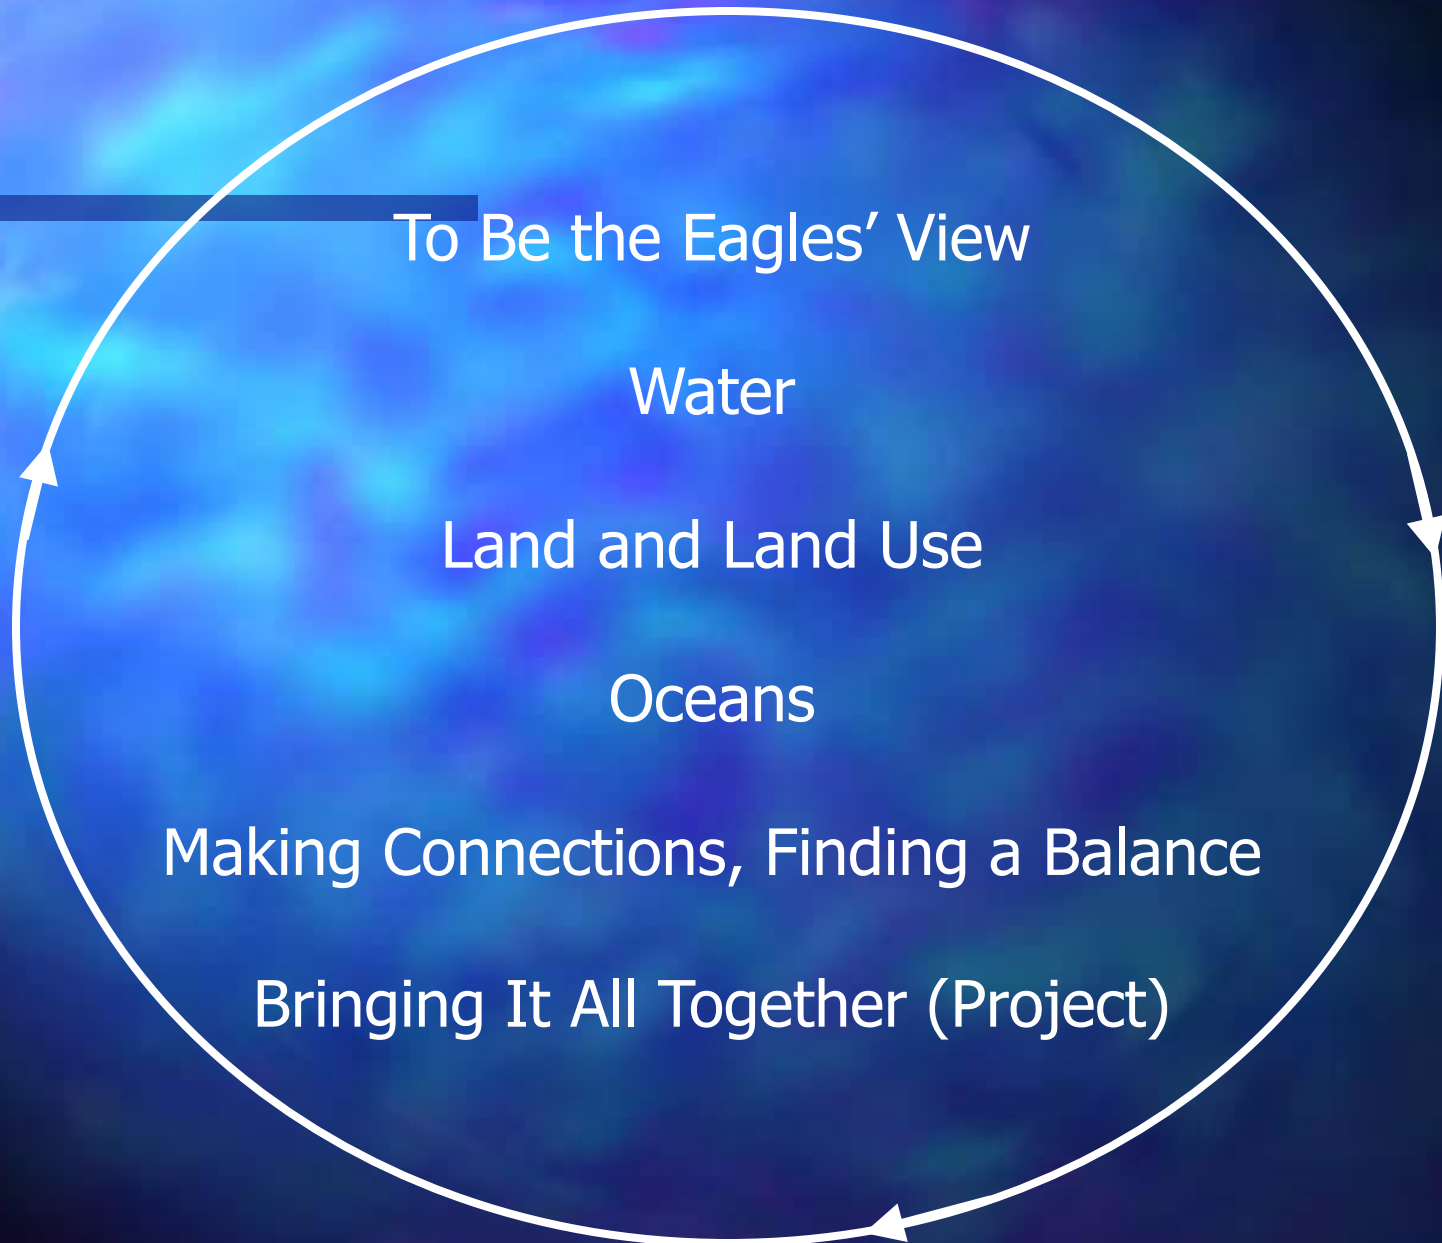 To Be the Eagles’ View
Water
Land and Land Use
Oceans
Making Connections, Finding a Balance
Bringing It All Together (Project)